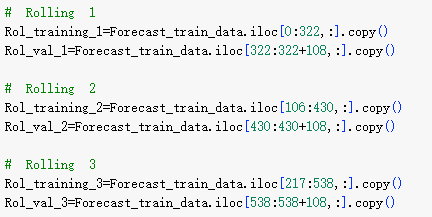 # Rolling 1
Rol_training_1=Forecast_train_data.iloc[0:322,:].copy()
Rol_val_1=Forecast_train_data.iloc[322:322+108,:].copy()
# Rolling 2
Rol_training_2=Forecast_train_data.iloc[106:430,:].copy()
Rol_val_2=Forecast_train_data.iloc[430:430+108,:].copy()
# Rolling 3
Rol_training_3=Forecast_train_data.iloc[217:538,:].copy()
Rol_val_3=Forecast_train_data.iloc[538:538+108,:].copy()